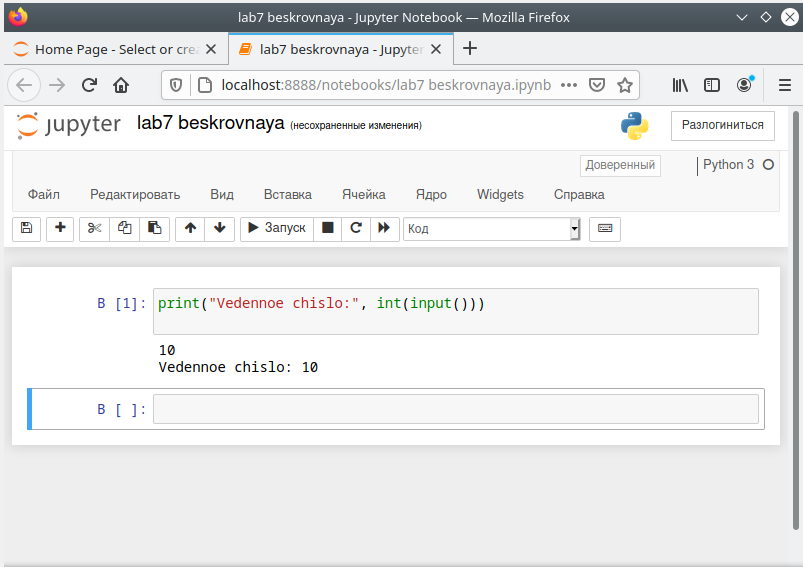 lab7 beskrovnaya - Jupyter Notebook — Mozilla Firefox
Home Page - Select or crea
lab7 beskrovnaya - Jupyter
localhost:8888/notebooks/lab7 beskrovnaya.ipynb
jupyter lab7 beskrovnaya (несохраненные изменения)
Разлогиниться
Доверенный Python 3
Файл Редактировать Вид Вставка Ячейка Ядро Widgets Справка
Запуск Код
В [1]: print("Vedennoe chislo:", int(input()))
10
Vedennoe chislo: 10
В [ ]: